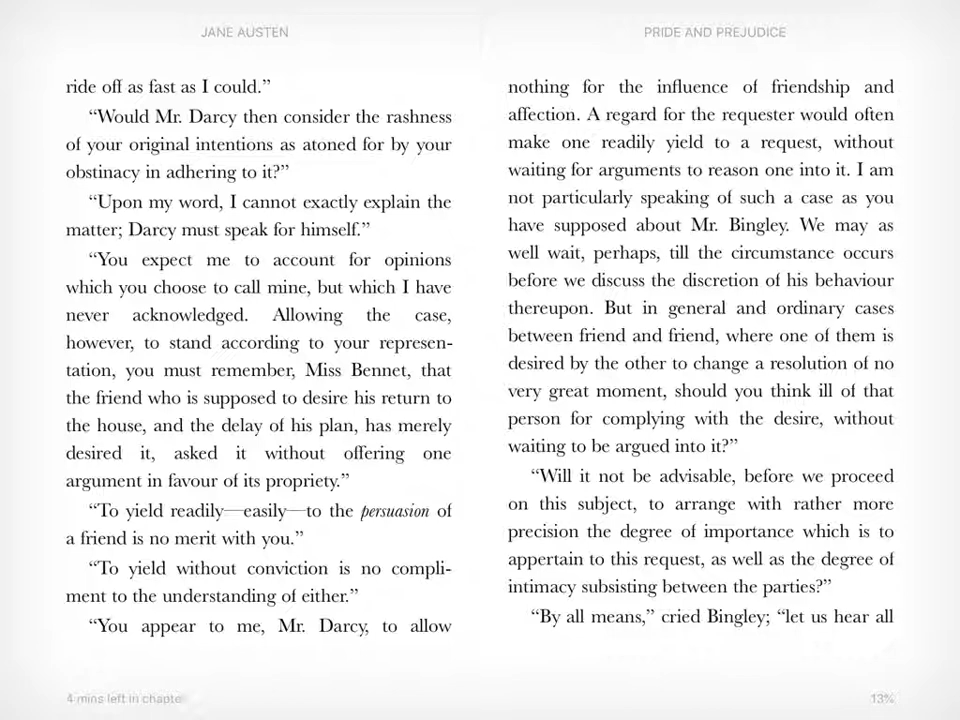 JANE AUSTEN
ride off as fast as I could.”
“Would Mr. Darcy then consider the rashness
of your original intentions as atoned for by your
obstinacy in adhering to it?”
“Upon my word, I cannot exactly explain the
matter; Darcy must speak for himself.”
“You expect me to account for opinions
which you choose to call mine, but which I have
never acknowledged. Allowing the case,
however, to stand according to your represen-
tation, you must remember, Miss Bennet, that
the friend who is supposed to desire his return to
the house, and the delay of his plan, has merely
desired it, asked it without offering one
argument in favour of its propriety.”
“To yield readily—easily—to the persuasion of
a friend is no merit with you.”
“To yield without conviction is no compli-
ment to the understanding of either.”
“You appear to me, Mr. Darcy, to allow
4 mins left in chapte
PRIDE AND PREJUDICE
nothing for the influence of friendship and
affection. A regard for the requester would often
make one readily yield to a request, without
waiting for arguments to reason one into it. I am
not particularly speaking of such a case as you
have supposed about Mr. Bingley. We may as
well wait, perhaps, till the circumstance occurs
before we discuss the discretion of his behaviour
thereupon. But in general and ordinary cases
between friend and friend, where one of them is
desired by the other to change a resolution of no
very great moment, should you think ill of that
person for complying with the desire, without
waiting to be argued into it?”
“Will it not be advisable, before we proceed
on this subject, to arrange with rather more
precision the degree of importance which is to
appertain to this request, as well as the degree of
intimacy subsisting between the parties?”
“By all means,” cried Bingley; “let us hear all
13%